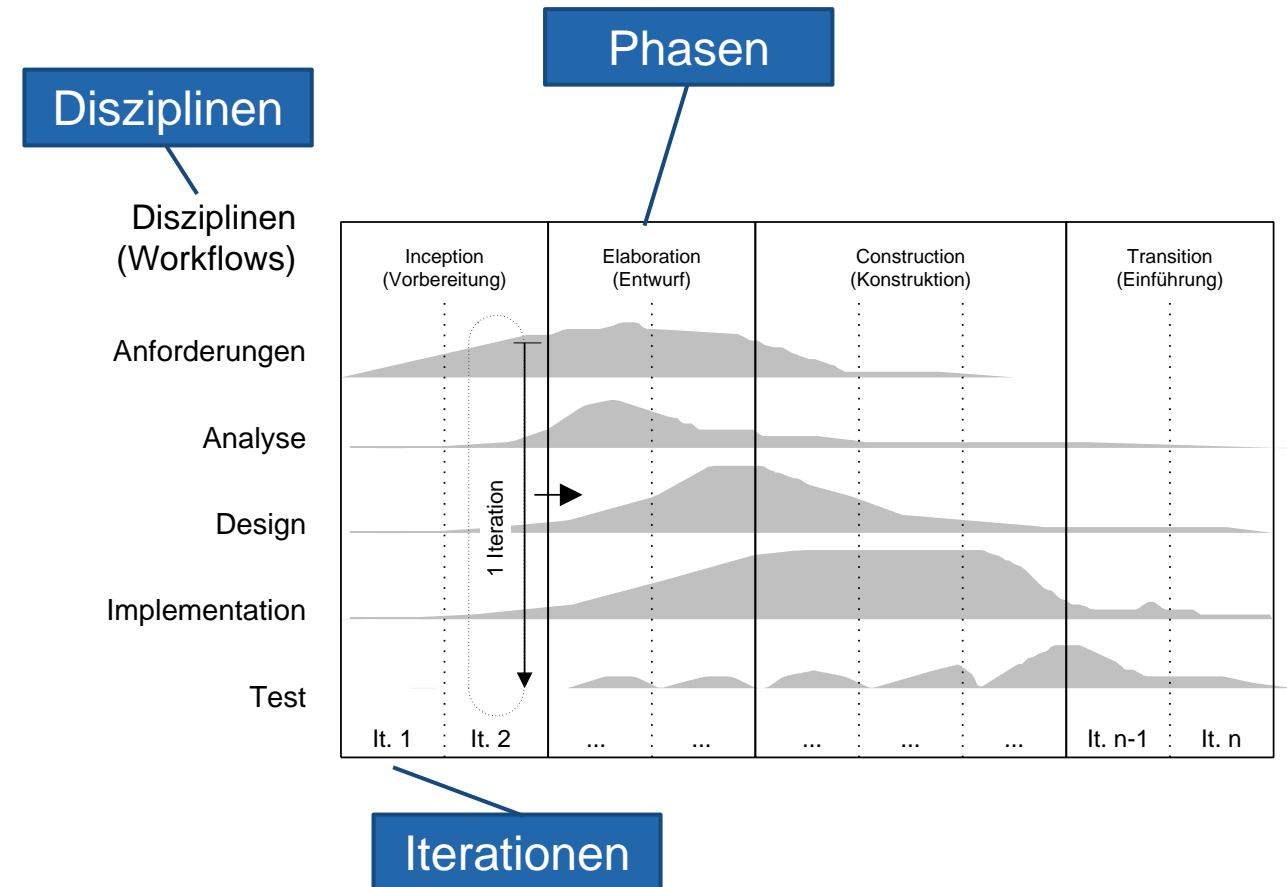 Phasen
Disziplinen
Disziplinen
(Workflows)
Inception
(Vorbereitung)
Elaboration
(Entwurf)
Construction
(Konstruktion)
Transition
(Einführung)
Anforderungen
Analyse
Design
1 Iteration
Implementation
Test
It. 1
It. 2
...
...
...
...
...
It. n-1
It. n
Iterationen